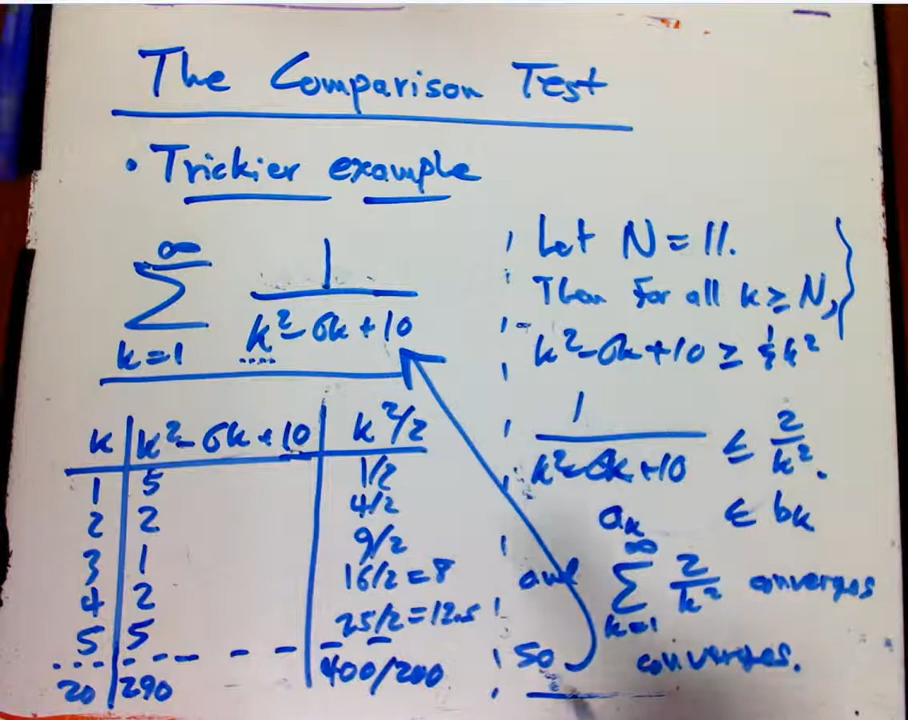 The Comparison Test
• Trickier example
∞
∑ 1/(k²-6k+10)
k=1
k | k²-6k+10 | k²/2
1 | 5 | 1/2
2 | 2 | 4/2
3 | 1 | 9/2
4 | 2 | 16/2=8
5 | 5 | 25/2=12.5
20 | 290 | 400/200
Let N = 11.
Then for all k ≥ N,
k²-6k+10 ≥ ½k²
1/(k²-6k+10) ≤ 2/k².
aₖ ≤ bₖ
and ∞∑k=1 2/k² converges
so converges.